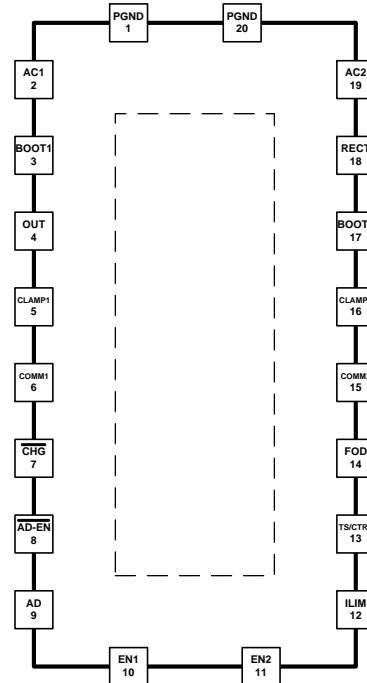 PGND
1
PGND
20
AC1
2
AC2
19
BOOT1
3
RECT
18
OUT
4
BOOT
17
CLAMP1
5
CLAMP
16
COMM1
6
COMM2
15
CHG
7
FOD
14
AD-EN
8
TS/CTR
13
AD
9
ILIM
12
EN1
10
EN2
11